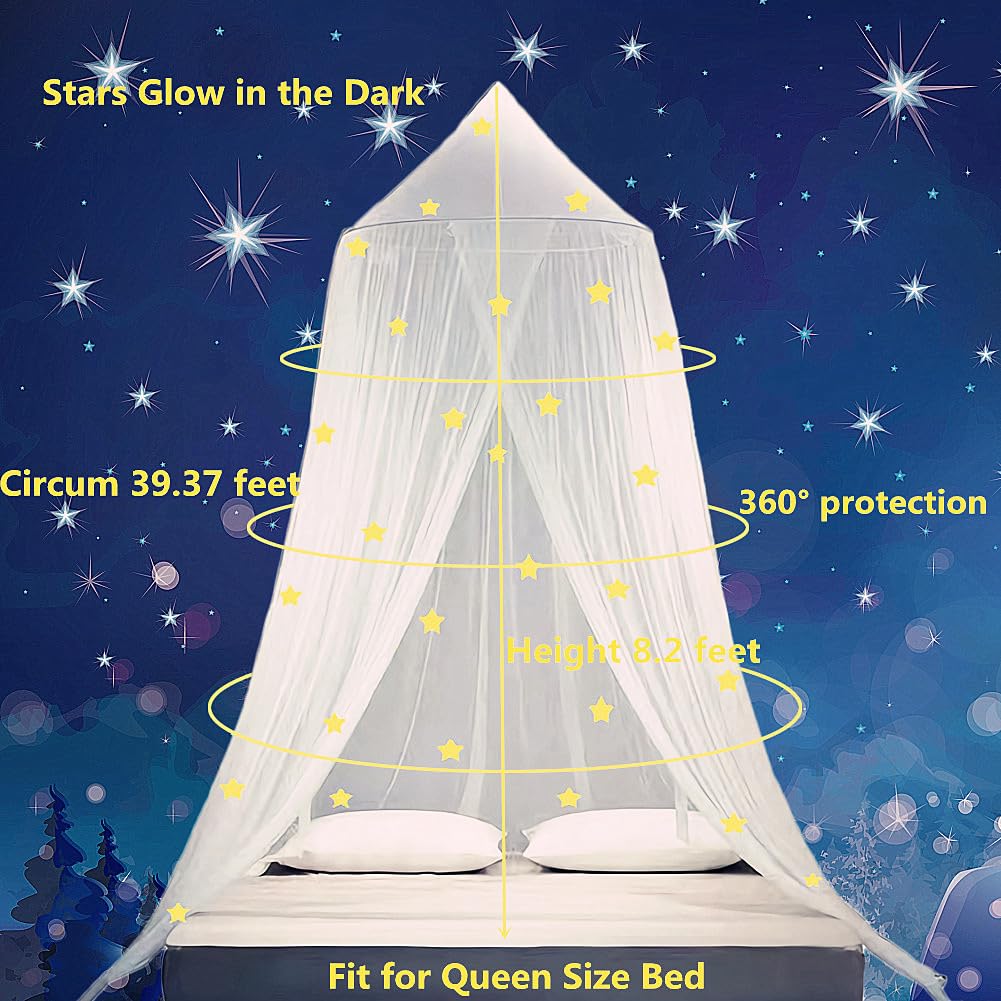 Stars Glow in the Dark
Circum 39.37 feet
360° protection
Height 8.2 feet
Fit for Queen Size Bed